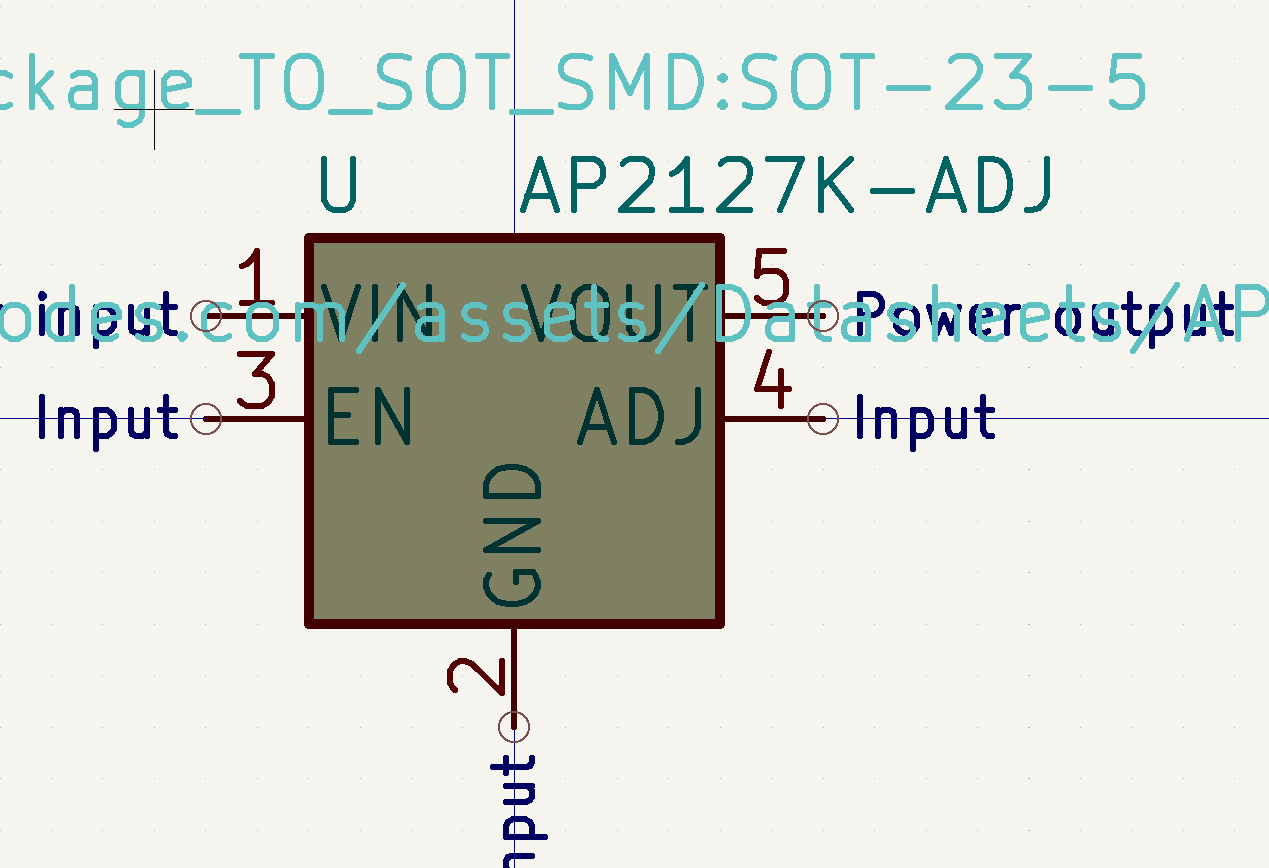 ckage_TO_SOT_SMD:SOT-23-5
U AP2127K-ADJ
1 5
input VIN VOUT Power output
odes.com/assets/Datasheets/AP
3 4
Input EN ADJ Input
GND
2
nput